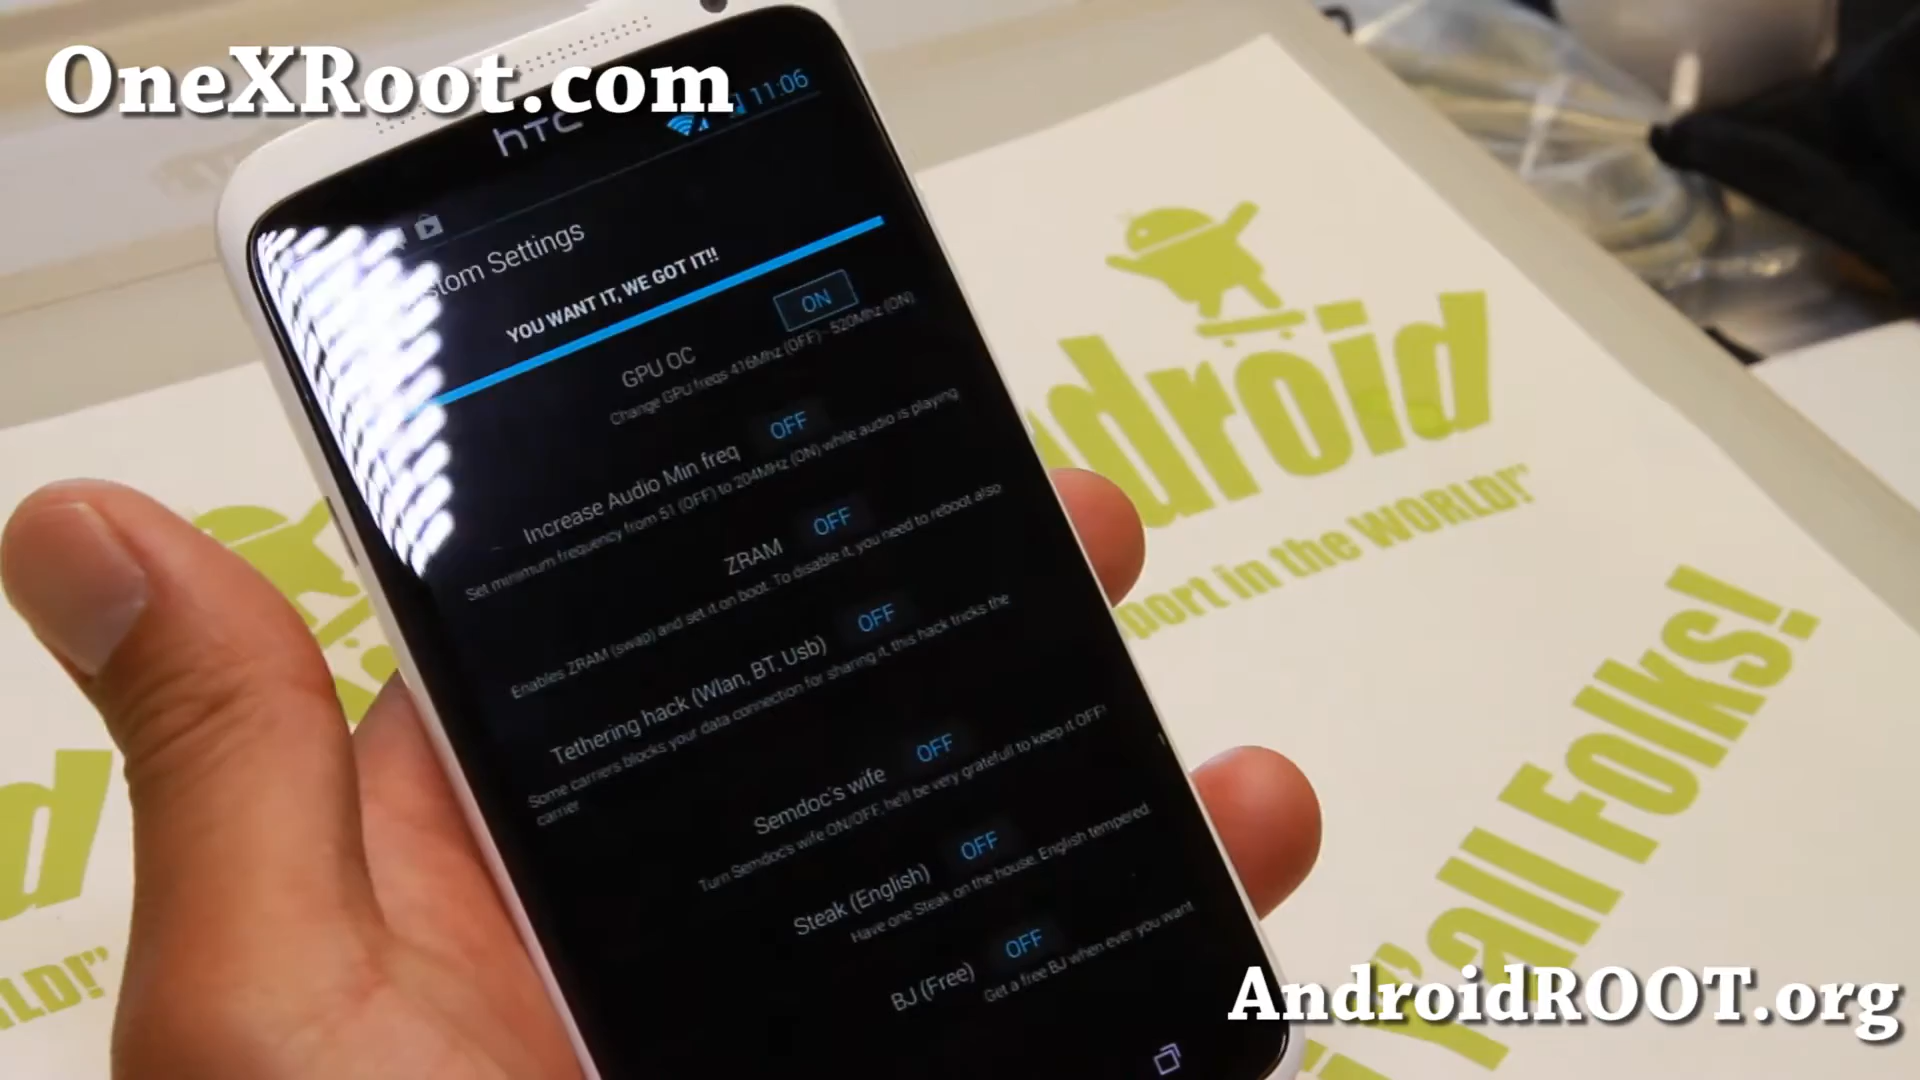 OneXRoot.com
hTC
11:06
stom Settings
YOU WANT IT, WE GOT IT!!
GPU OC
ON
Change GPU freqs 416Mhz (OFF) - 520Mhz (ON)
Increase Audio Min freq
OFF
Set minimum frequency from 51 (OFF) to 204MHz (ON) while audio is playing
ZRAM
OFF
Enables ZRAM (swap) and set it on boot. To disable it, you need to reboot also
Tethering hack (Wlan, BT, Usb)
OFF
Some carriers blocks your data connection for sharing it, this hack tricks the
carrier
Semdoc's wife
OFF
Turn Semdoc's wife ON/OFF, he'll be very gratefull to keep it OFF!
Steak (English)
OFF
Have one Steak on the house. English tempered.
BJ (Free)
OFF
Get a free BJ when ever you want
ndroid
port in the WORLD!"
Y'all Folks!
d
LD!"
AndroidROOT.org